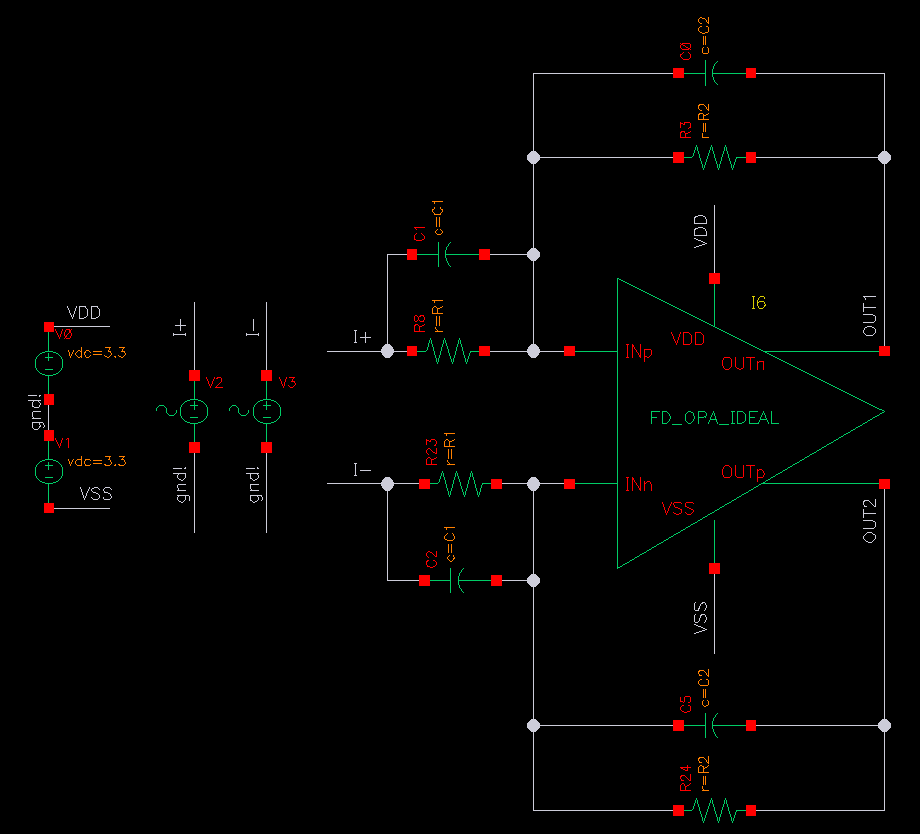 C0
c=C2
R3
r=R2
VDD
I6
C1
c=C1
R8
r=R1
I+
INp
VDD
OUTn
OUT1
VDD
V0
vdc=3.3
gnd!
V1
vdc=3.3
VSS
I+
V2
gnd!
I-
V3
gnd!
FD_OPA_IDEAL
I-
R23
r=R1
INn
OUTp
VSS
OUT2
C2
c=C1
VSS
C5
c=C2
R24
r=R2